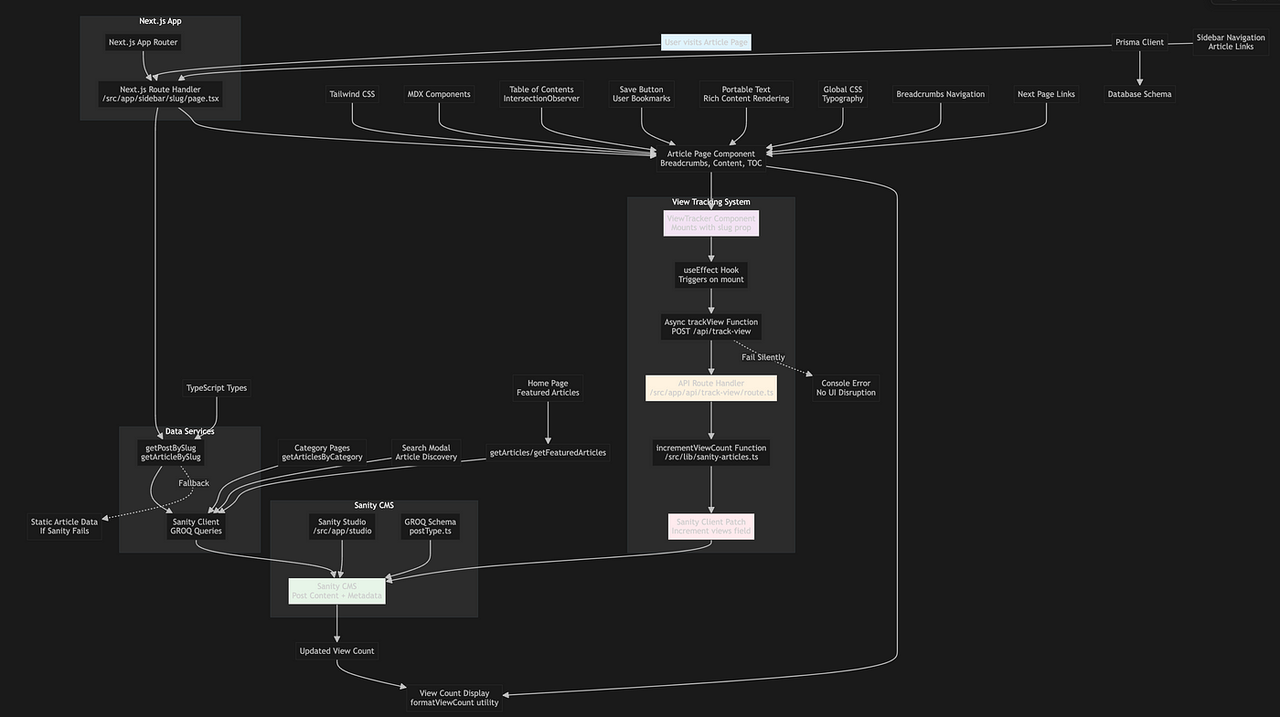 Next.js App
Next.js App Router
User visits Article Page
Prisma Client
Sidebar Navigation
Article Links
Next.js Route Handler
/src/app/sidebar/slug/page.tsx
Tailwind CSS
MDX Components
Table of Contents
IntersectionObserver
Save Button
User Bookmarks
Portable Text
Rich Content Rendering
Global CSS
Typography
Breadcrumbs Navigation
Next Page Links
Database Schema
Article Page Component
Breadcrumbs, Content, TOC
View Tracking System
ViewTracker Component
Mounts with slug prop
useEffect Hook
Triggers on mount
Async trackView Function
POST /api/track-view
Fail Silently
API Route Handler
/src/app/api/track-view/route.ts
Console Error
No UI Disruption
TypeScript Types
Home Page
Featured Articles
Data Services
getPostBySlug
getArticleBySlug
Category Pages
getArticlesByCategory
Search Modal
Article Discovery
getArticles/getFeaturedArticles
incrementViewCount Function
/src/lib/sanity-articles.ts
Fallback
Static Article Data
If Sanity Fails
Sanity Client
GROQ Queries
Sanity CMS
Sanity Studio
/src/app/studio
GROQ Schema
postType.ts
Sanity Client Patch
Increment views field
Sanity CMS
Post Content + Metadata
Updated View Count
View Count Display
formatViewCount utility